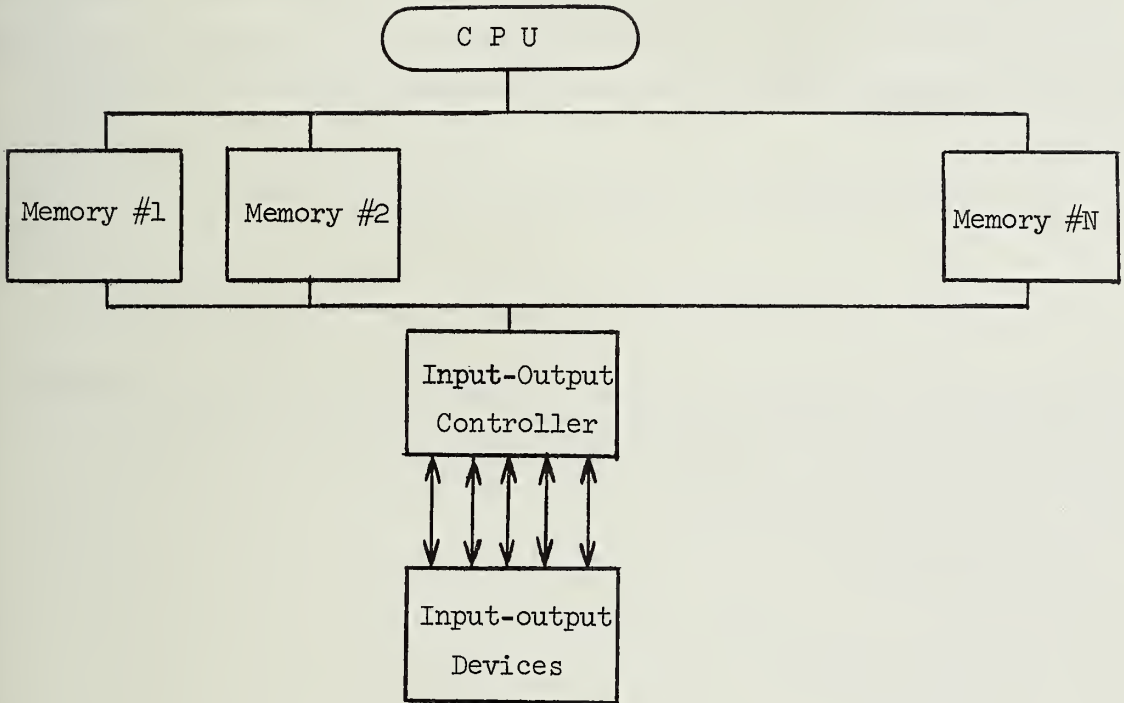 C P U
Memory #1
Memory #2
Memory #N
Input-Output
Controller
Input-output
Devices